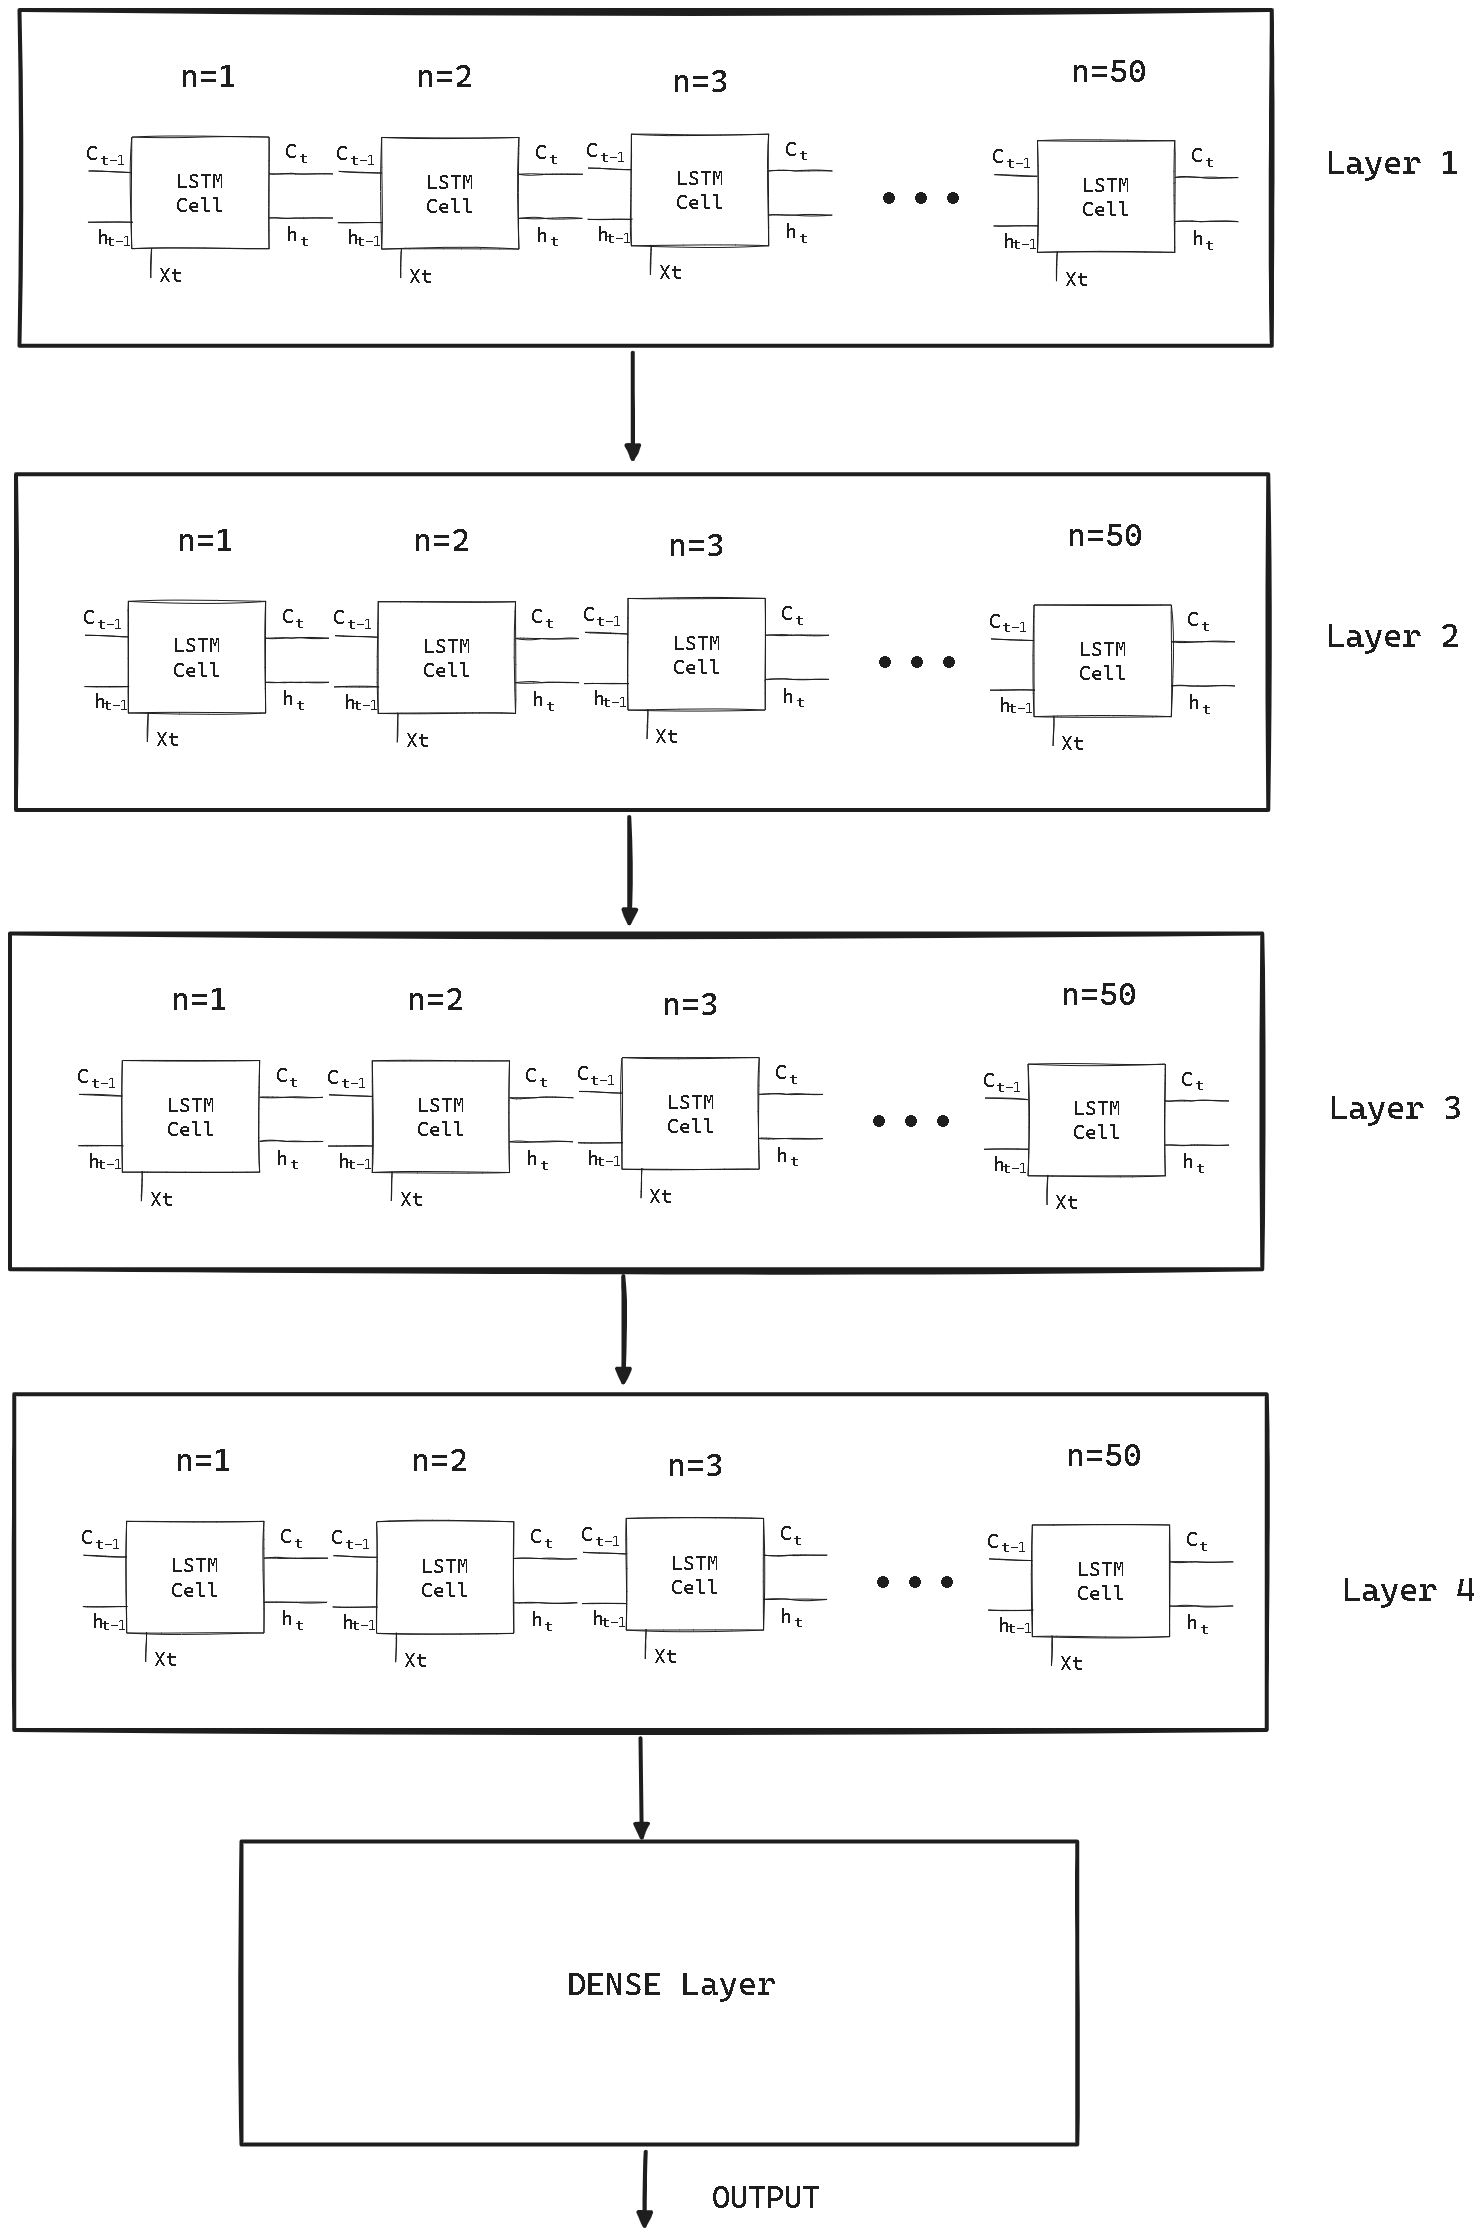 n=1 n=2 n=3 n=50
Ct-1 Ct Ct-1 Ct Ct-1 Ct Ct-1 Ct
Layer 1
LSTM LSTM LSTM LSTM
Cell Cell Cell Cell
ht-1 ht ht-1 ht ht-1 ht ht-1 ht
Xt Xt Xt Xt
n=1 n=2 n=3 n=50
Ct-1 Ct Ct-1 Ct Ct-1 Ct Ct-1 Ct
Layer 2
LSTM LSTM LSTM LSTM
Cell Cell Cell Cell
ht-1 ht ht-1 ht ht-1 ht ht-1 ht
Xt Xt Xt Xt
n=1 n=2 n=3 n=50
Ct-1 Ct Ct-1 Ct Ct-1 Ct Ct-1 Ct
Layer 3
LSTM LSTM LSTM LSTM
Cell Cell Cell Cell
ht-1 ht ht-1 ht ht-1 ht ht-1 ht
Xt Xt Xt Xt
n=1 n=2 n=3 n=50
Ct-1 Ct Ct-1 Ct Ct-1 Ct Ct-1 Ct
LSTM LSTM LSTM LSTM
Cell Cell Cell Cell
Layer 4
ht-1 ht ht-1 ht ht-1 ht ht-1 ht
Xt Xt Xt Xt
DENSE Layer
OUTPUT